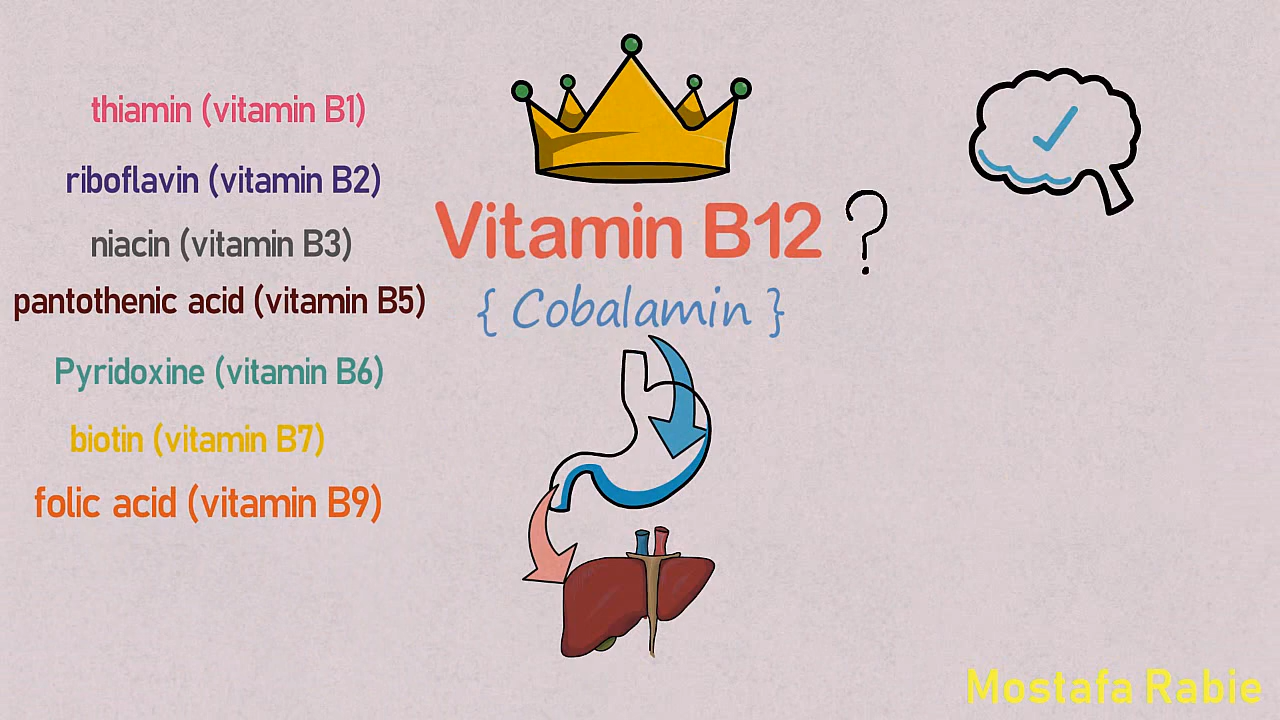 thiamin (vitamin B1)
riboflavin (vitamin B2)
niacin (vitamin B3)
pantothenic acid (vitamin B5)
Pyridoxine (vitamin B6)
biotin (vitamin B7)
folic acid (vitamin B9)
Vitamin B12 ?
{ Cobalamin }
Mostafa Rabie